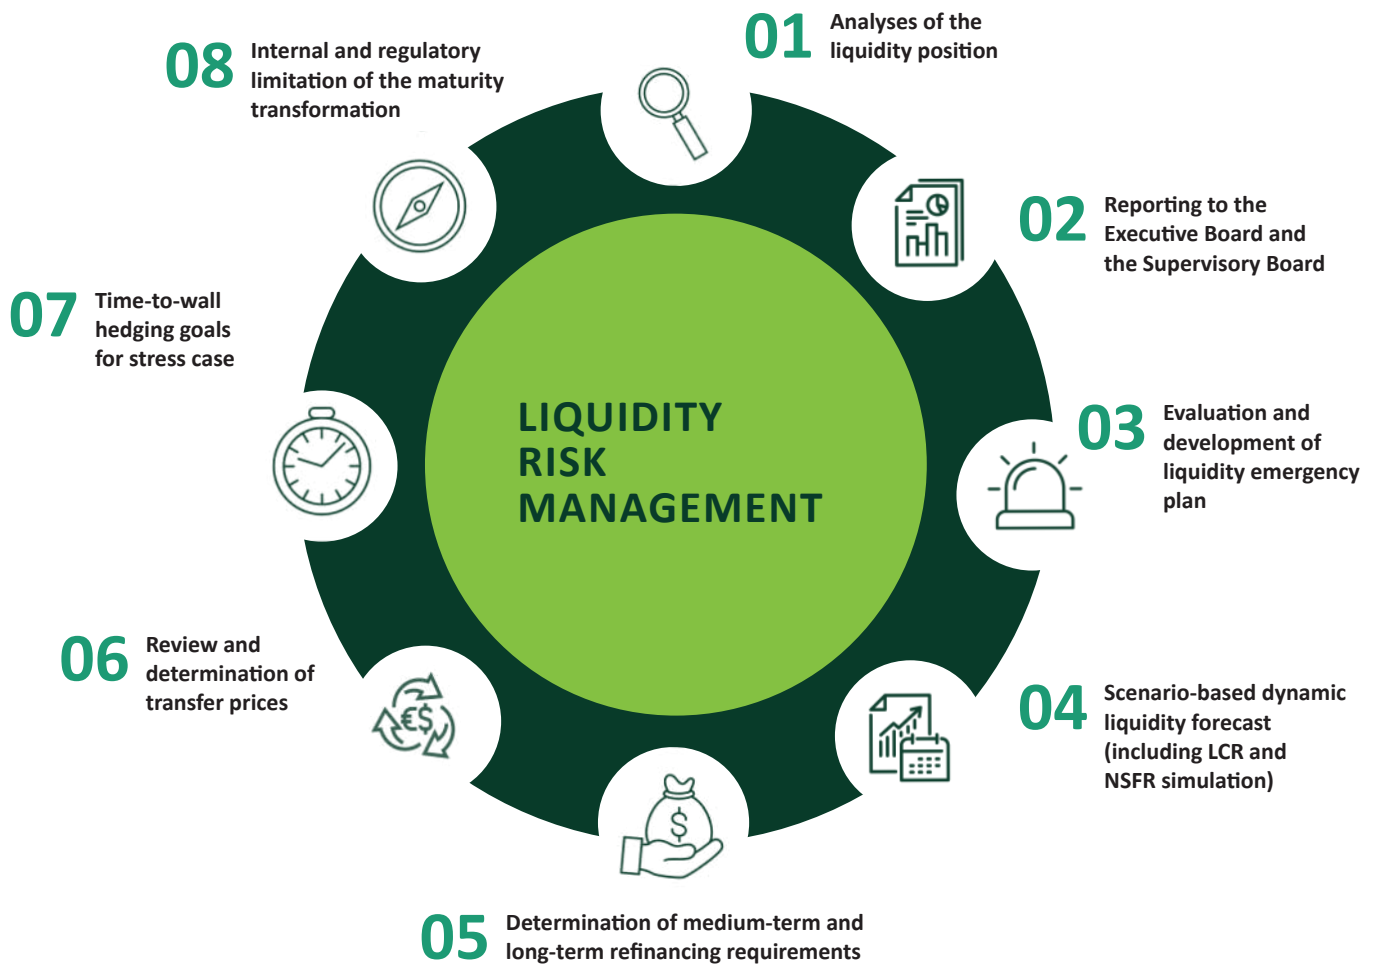 01
Analyses of the
liquidity position
02
Reporting to the
Executive Board and
the Supervisory Board
03
Evaluation and
development of
liquidity emergency
plan
04
Scenario-based dynamic
liquidity forecast
(including LCR and
NSFR simulation)
05
Determination of medium-term and
long-term refinancing requirements
06
Review and
determination of
transfer prices
07
Time-to-wall
hedging goals
for stress case
08
Internal and regulatory
limitation of the maturity
transformation
LIQUIDITY
RISK
MANAGEMENT
€$
$